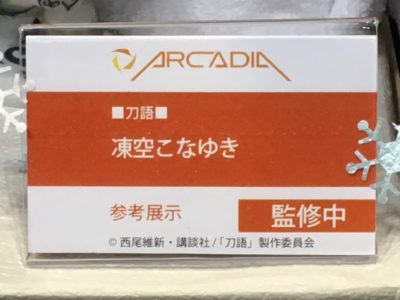 ARCADIA
■刀語■
凍空こなゆき
参考展示
監修中
© 西尾維新・講談社/「刀語」製作委員会